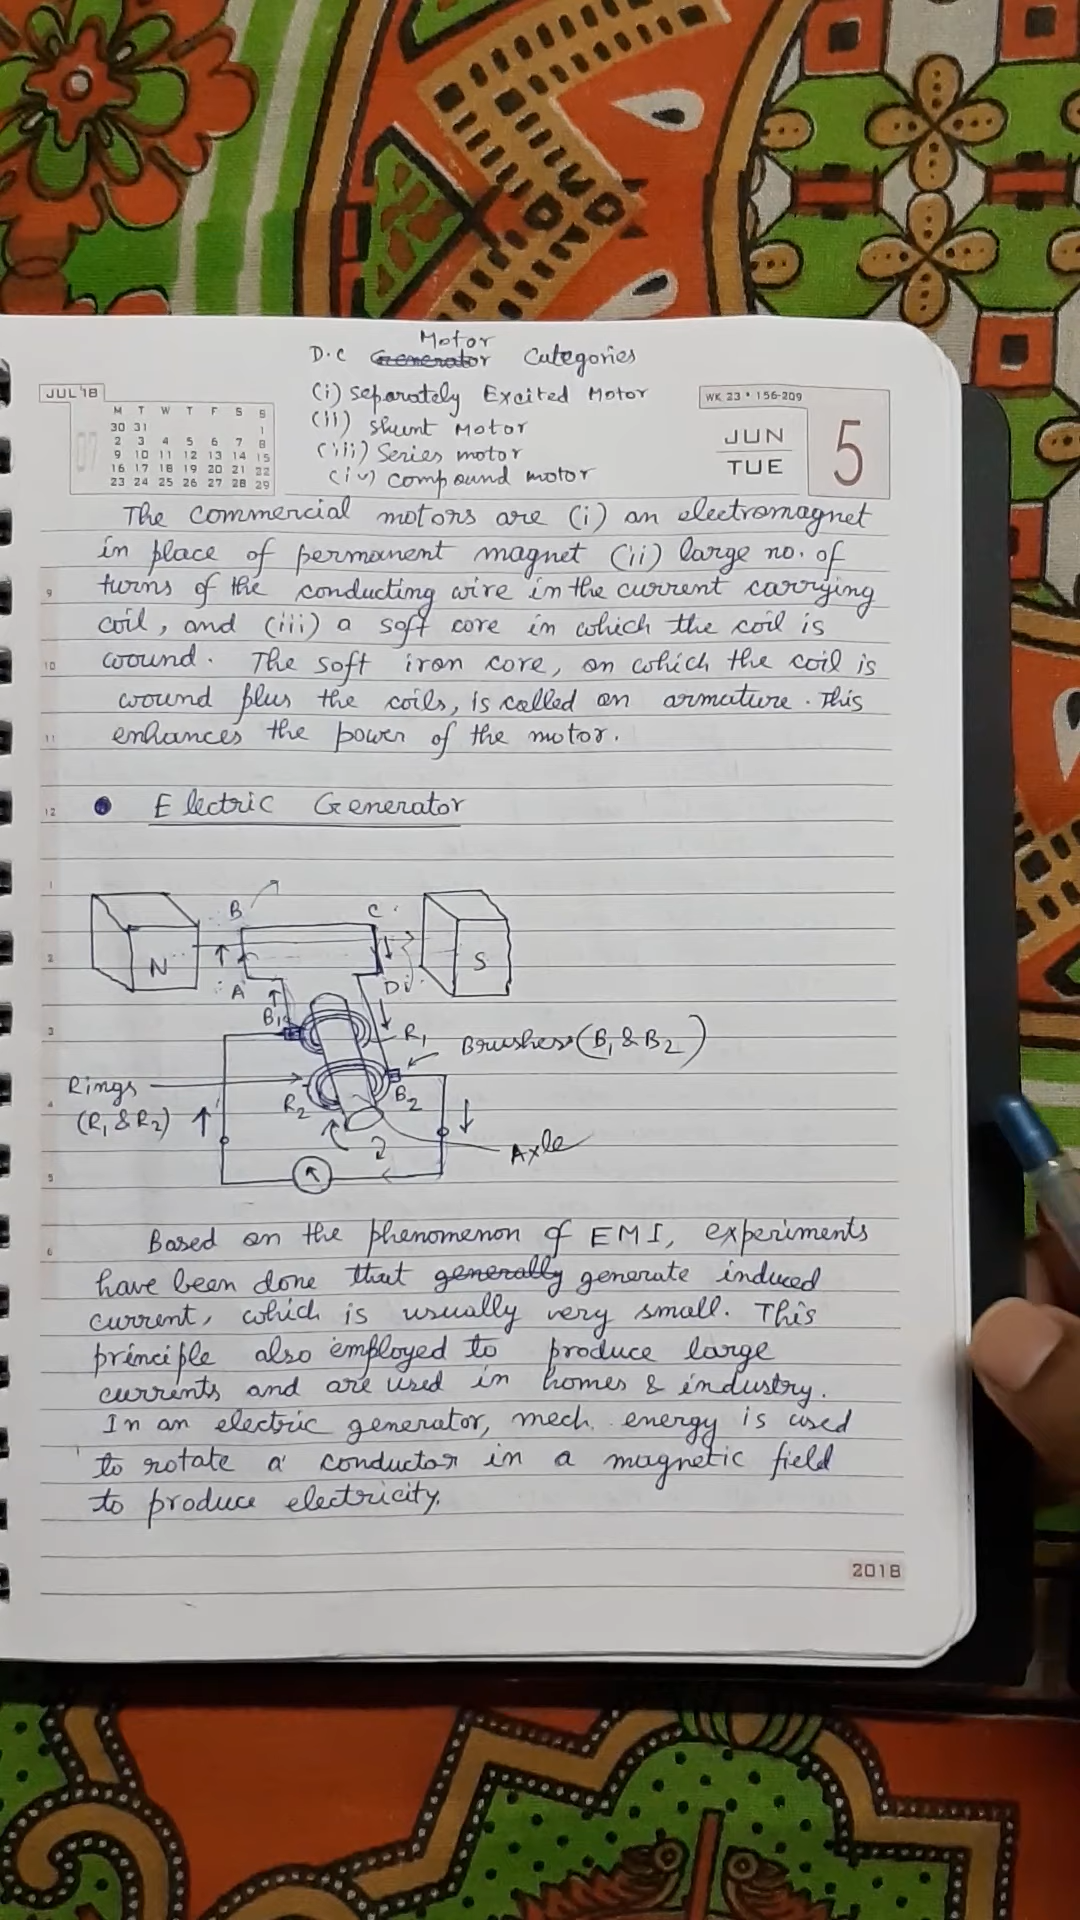 Motor
D.C Generator Categories
(i) separately Excited Motor
(ii) Shunt Motor
(iii) Series motor
(iv) compound motor
JUL '18
M T W T F S S
30 31 1
2 3 4 5 6 7 8
9 10 11 12 13 14 15
16 17 18 19 20 21 22
23 24 25 26 27 28 29
07
WK 23 • 156-209
JUN
TUE
5
The commercial motors are (i) an electromagnet
in place of permanent magnet (ii) large no. of
9 turns of the conducting wire in the current carrying
coil, and (iii) a soft core in which the coil is
10 wound. The soft iron core, on which the coil is
wound plus the coils, is called an armature. This
11 enhances the power of the motor.
12 • Electric Generator
1
B C
2 N S
A D
B1
3 R1 Brushes (B1 & B2)
Rings
4 (R1 & R2) R2 B2
Axle
5
6 Based on the phenomenon of EMI, experiments
have been done that generally generate induced
current, which is usually very small. This
principle also employed to produce large
currents and are used in homes & industry.
In an electric generator, mech. energy is used
to rotate a conductor in a magnetic field
to produce electricity.
2018